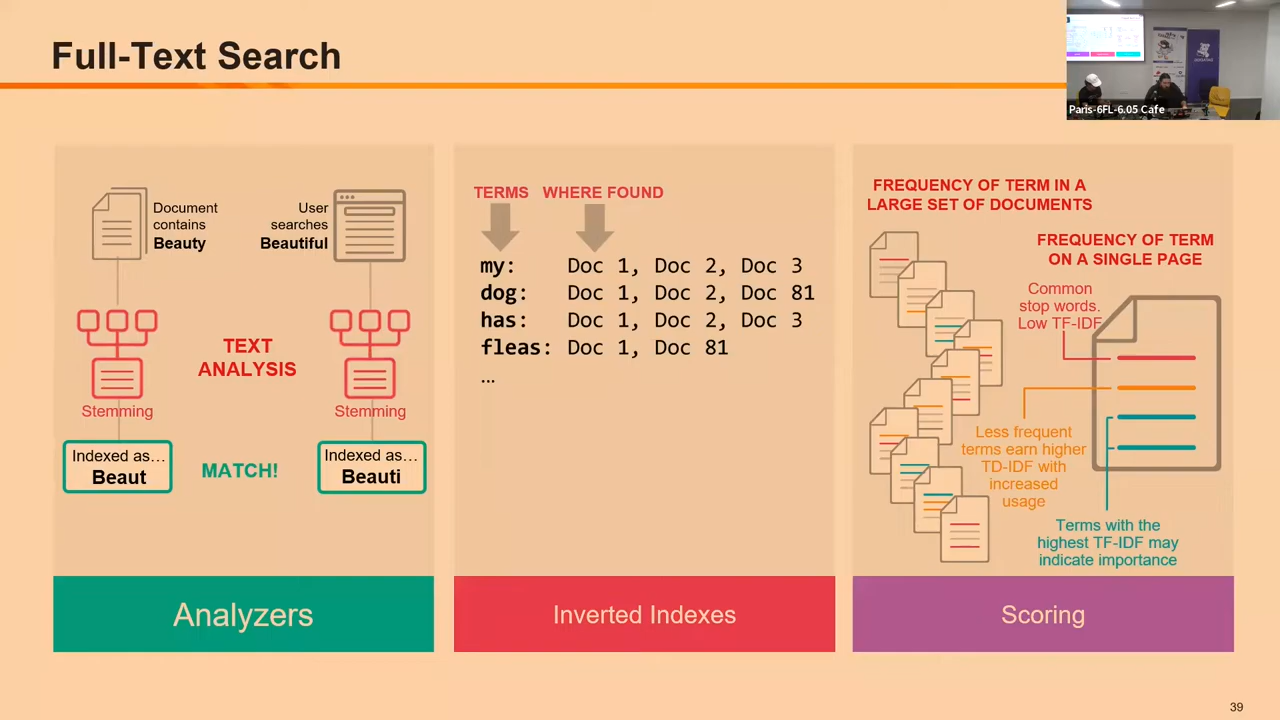 Full-Text Search
Paris-6FL-6.05 Cafe
Document
contains
Beauty
User
searches
Beautiful
TEXT
ANALYSIS
Stemming
Stemming
Indexed as…
Beaut
MATCH!
Indexed as…
Beauti
Analyzers
TERMS WHERE FOUND
my: Doc 1, Doc 2, Doc 3
dog: Doc 1, Doc 2, Doc 81
has: Doc 1, Doc 2, Doc 3
fleas: Doc 1, Doc 81
…
Inverted Indexes
FREQUENCY OF TERM IN A
LARGE SET OF DOCUMENTS
FREQUENCY OF TERM
ON A SINGLE PAGE
Common
stop words.
Low TF-IDF
Less frequent
terms earn higher
TD-IDF with
increased
usage
Terms with the
highest TF-IDF may
indicate importance
Scoring
39